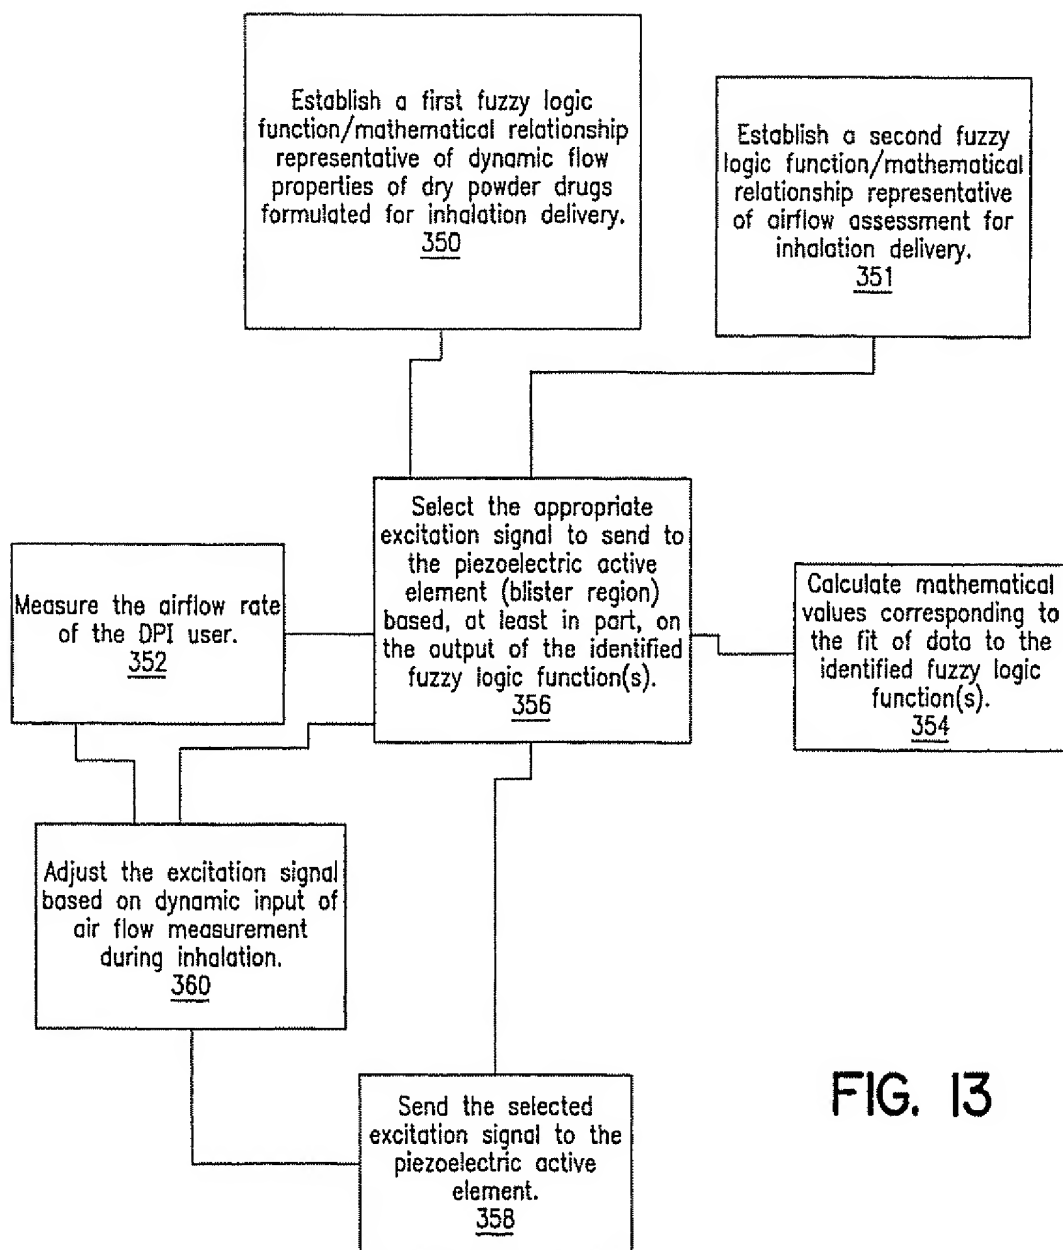 Establish a first fuzzy logic
function/mathematical relationship
representative of dynamic flow
properties of dry powder drugs
formulated for inhalation delivery.
350
Establish a second fuzzy
logic function/mathematical
relationship representative
of airflow assessment for
inhalation delivery.
351
Select the appropriate
excitation signal to send to
the piezoelectric active
element (blister region)
based, at least in part, on
the output of the identified
fuzzy logic function(s).
356
Measure the airflow rate
of the DPI user.
352
Calculate mathematical
values corresponding to
the fit of data to the
identified fuzzy logic
function(s).
354
Adjust the excitation signal
based on dynamic input of
air flow measurement
during inhalation.
360
Send the selected
excitation signal to the
piezoelectric active
element.
358
FIG. 13